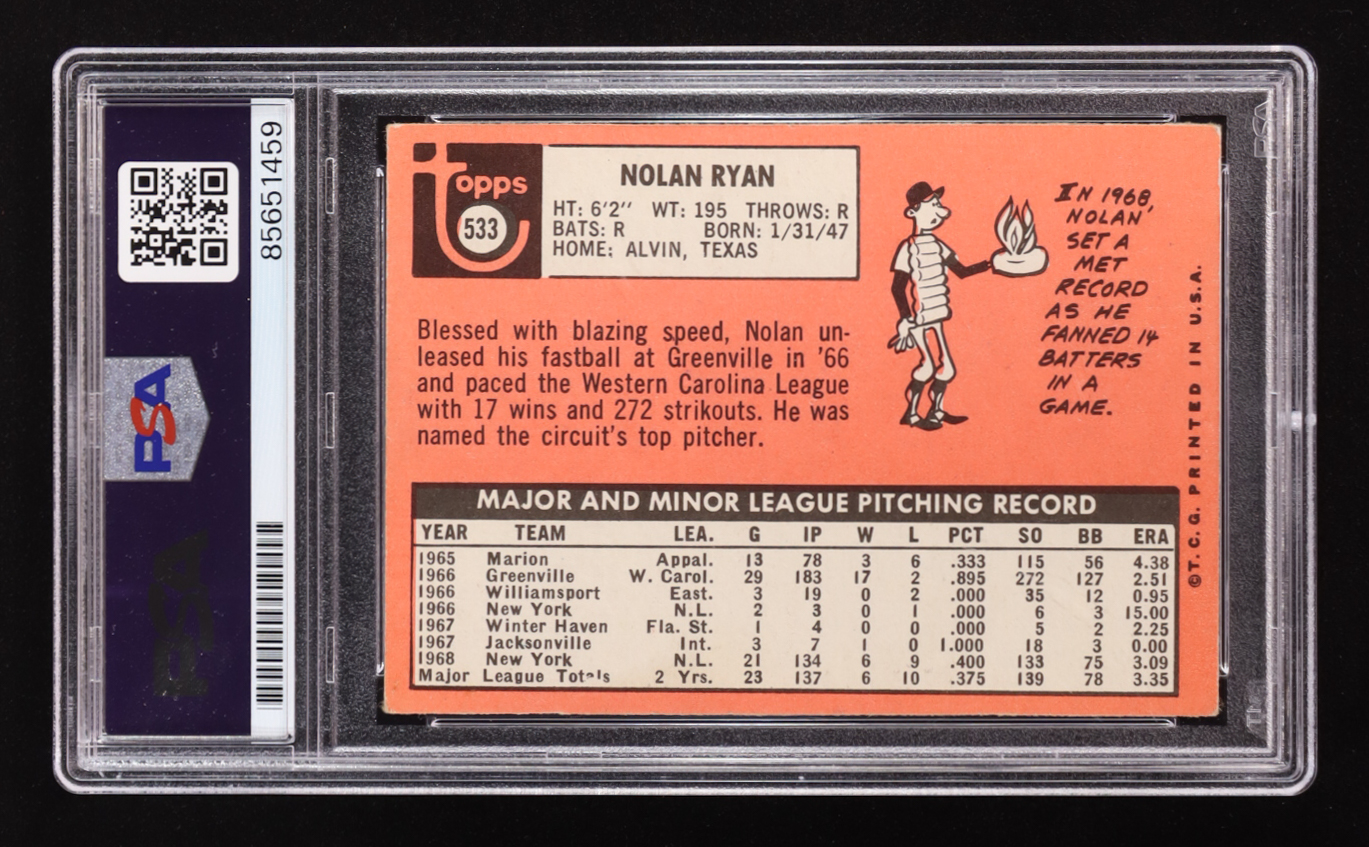 85651459
PSA
PSA
topps
533
NOLAN RYAN
HT: 6'2" WT: 195 THROWS: R
BATS: R BORN: 1/31/47
HOME: ALVIN, TEXAS
IN 1968,
NOLAN
SET A
MET
RECORD
AS HE
FANNED 14
BATTERS
IN A
GAME.
Blessed with blazing speed, Nolan un-
leased his fastball at Greenville in '66
and paced the Western Carolina League
with 17 wins and 272 strikouts. He was
named the circuit's top pitcher.
MAJOR AND MINOR LEAGUE PITCHING RECORD
YEAR TEAM LEA. G IP W L PCT SO BB ERA
1965 Marion Appal. 13 78 3 6 .333 115 56 4.38
1966 Greenville W. Carol. 29 183 17 2 .895 272 127 2.51
1966 Williamsport East. 3 19 0 2 .000 35 12 0.95
1966 New York N.L. 2 3 0 1 .000 6 3 15.00
1967 Winter Haven Fla. St. 1 4 0 0 .000 5 2 2.25
1967 Jacksonville Int. 3 7 1 0 1.000 18 3 0.00
1968 New York N.L. 21 134 6 9 .400 133 75 3.09
Major League Totals 2 Yrs. 23 137 6 10 .375 139 78 3.35
©T.C.G. PRINTED IN U.S.A.
PSA